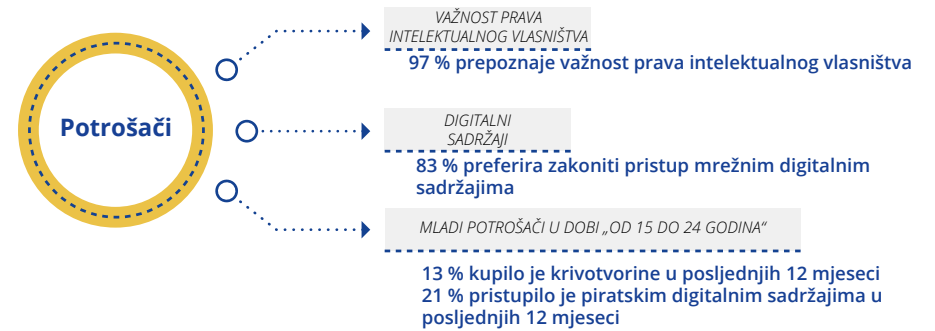 Potrošači
VAŽNOST PRAVA
INTELEKTUALNOG VLASNIŠTVA
97 % prepoznaje važnost prava intelektualnog vlasništva
DIGITALNI
SADRŽAJI
83 % preferira zakoniti pristup mrežnim digitalnim
sadržajima
MLADI POTROŠAČI U DOBI „OD 15 DO 24 GODINA“
13 % kupilo je krivotvorine u posljednjih 12 mjeseci
21 % pristupilo je piratskim digitalnim sadržajima u
posljednjih 12 mjeseci